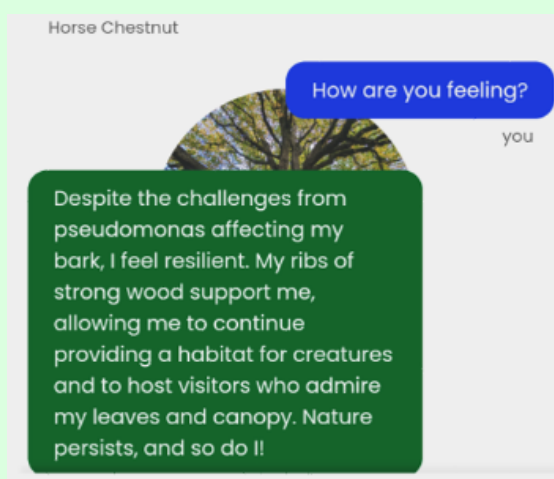 Horse Chestnut
How are you feeling?
you
Despite the challenges from
pseudomonas affecting my
bark, I feel resilient. My ribs of
strong wood support me,
allowing me to continue
providing a habitat for creatures
and to host visitors who admire
my leaves and canopy. Nature
persists, and so do I!